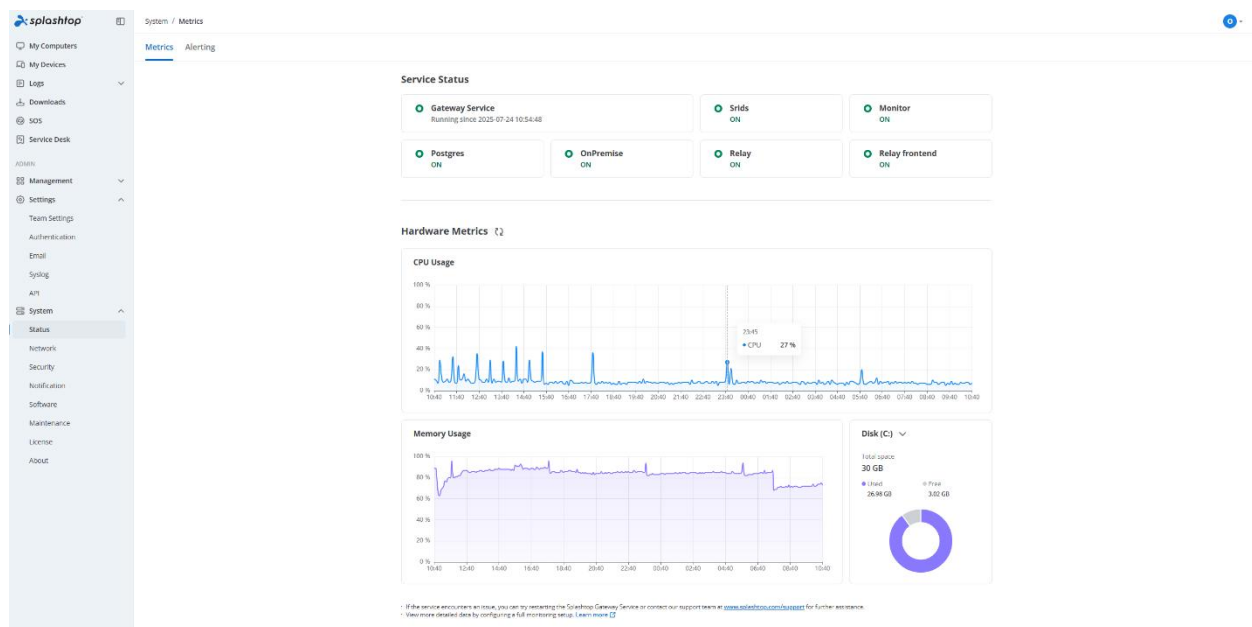 splashtop
System / Metrics
O
My Computers
My Devices
Logs
Downloads
SOS
Service Desk
ADMIN
Management
Settings
Team Settings
Authentication
Email
Syslog
API
System
Status
Network
Security
Notification
Software
Maintenance
License
About
Metrics Alerting
Service Status
Gateway Service
Running since 2025-07-24 10:54:48
Srids
ON
Monitor
ON
Postgres
ON
OnPremise
ON
Relay
ON
Relay frontend
ON
Hardware Metrics
CPU Usage
100 %
80 %
60 %
40 %
20 %
0 %
23:45
CPU 27 %
10:40 11:40 12:40 13:40 14:40 15:40 16:40 17:40 18:40 19:40 20:40 21:40 22:40 23:40 00:40 01:40 02:40 03:40 04:40 05:40 06:40 07:40 08:40 09:40 10:40
Memory Usage
100 %
80 %
60 %
40 %
20 %
0 %
10:40 12:40 14:40 16:40 18:40 20:40 22:40 00:40 02:40 04:40 06:40 08:40 10:40
Disk (C:)
Total space
30 GB
Used Free
26.98 GB 3.02 GB
If the service encounters an issue, you can try restarting the Splashtop Gateway Service or contact our support team at www.splashtop.com/support for further assistance.
View more detailed data by configuring a full monitoring setup. Learn more